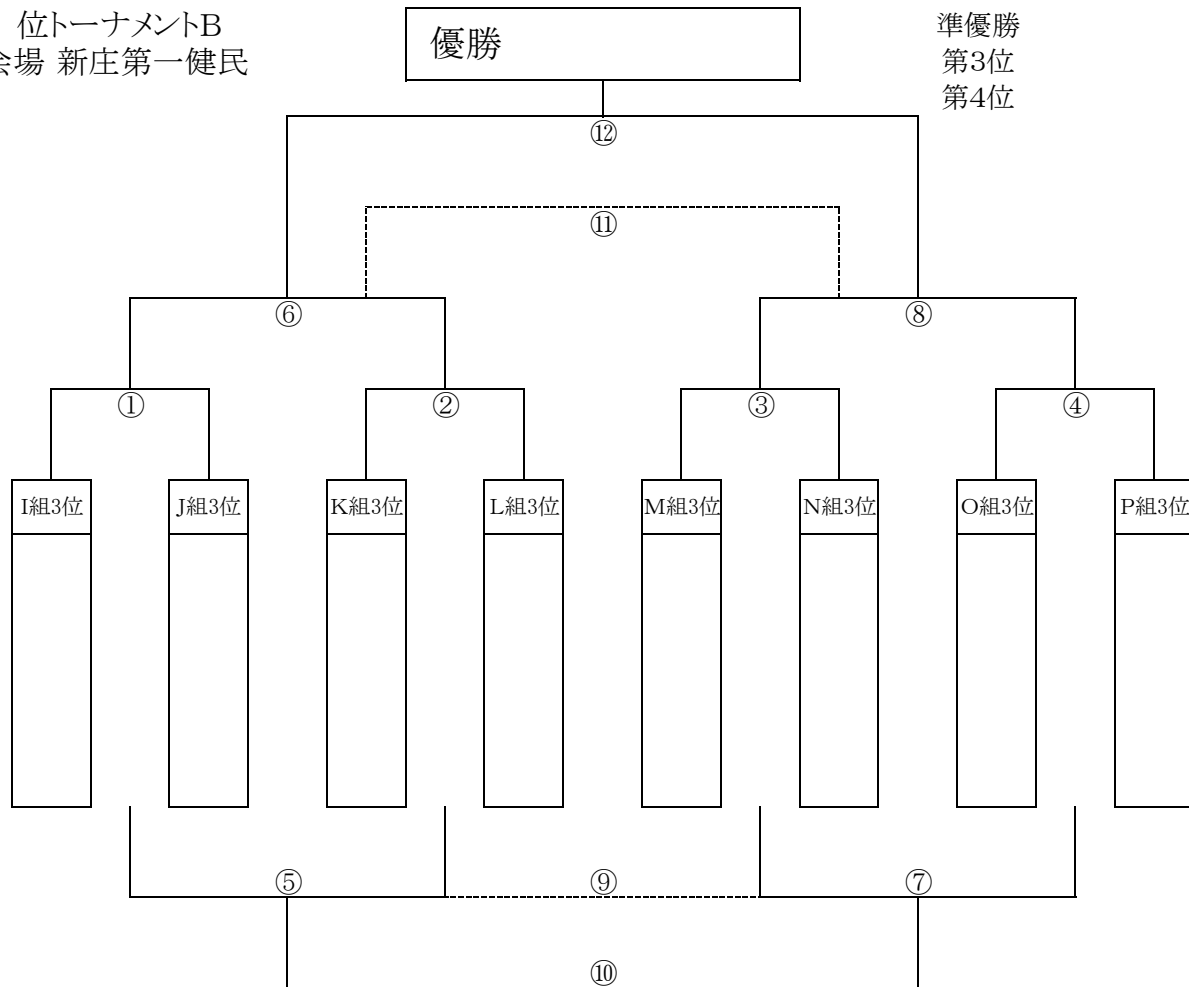 位トーナメントB
会場 新庄第一健民
優勝
準優勝
第3位
第4位
⑫
⑪
⑥
⑧
①
②
③
④
I組3位
J組3位
K組3位
L組3位
M組3位
N組3位
O組3位
P組3位
⑤
⑨
⑦
⑩